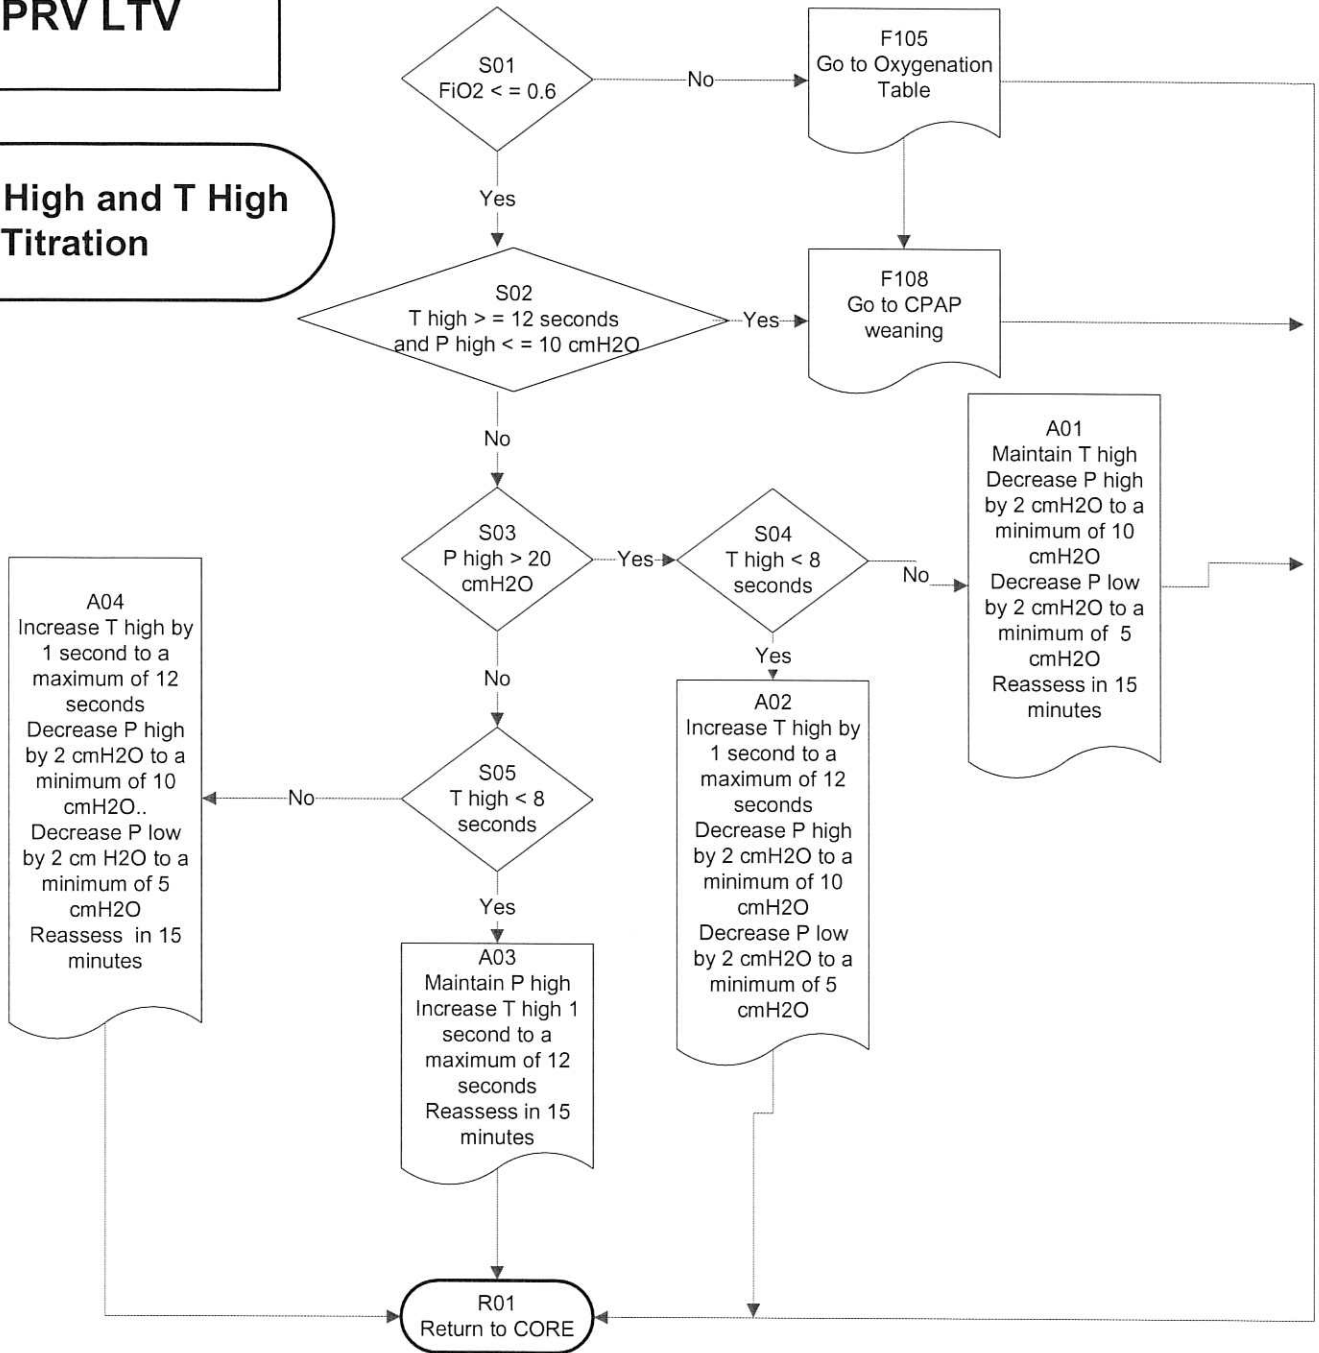 PRV LTV
High and T High
Titration
S01
FiO2 < = 0.6
No
F105
Go to Oxygenation
Table
Yes
S02
T high > = 12 seconds
and P high < = 10 cmH2O
Yes
F108
Go to CPAP
weaning
No
S03
P high > 20
cmH2O
Yes
S04
T high < 8
seconds
No
A01
Maintain T high
Decrease P high
by 2 cmH2O to a
minimum of 10
cmH2O
Decrease P low
by 2 cmH2O to a
minimum of 5
cmH2O
Reassess in 15
minutes
Yes
A02
Increase T high by
1 second to a
maximum of 12
seconds
Decrease P high
by 2 cmH2O to a
minimum of 10
cmH2O
Decrease P low
by 2 cmH2O to a
minimum of 5
cmH2O
No
S05
T high < 8
seconds
No
A04
Increase T high by
1 second to a
maximum of 12
seconds
Decrease P high
by 2 cmH2O to a
minimum of 10
cmH2O..
Decrease P low
by 2 cm H2O to a
minimum of 5
cmH2O
Reassess in 15
minutes
Yes
A03
Maintain P high
Increase T high 1
second to a
maximum of 12
seconds
Reassess in 15
minutes
R01
Return to CORE